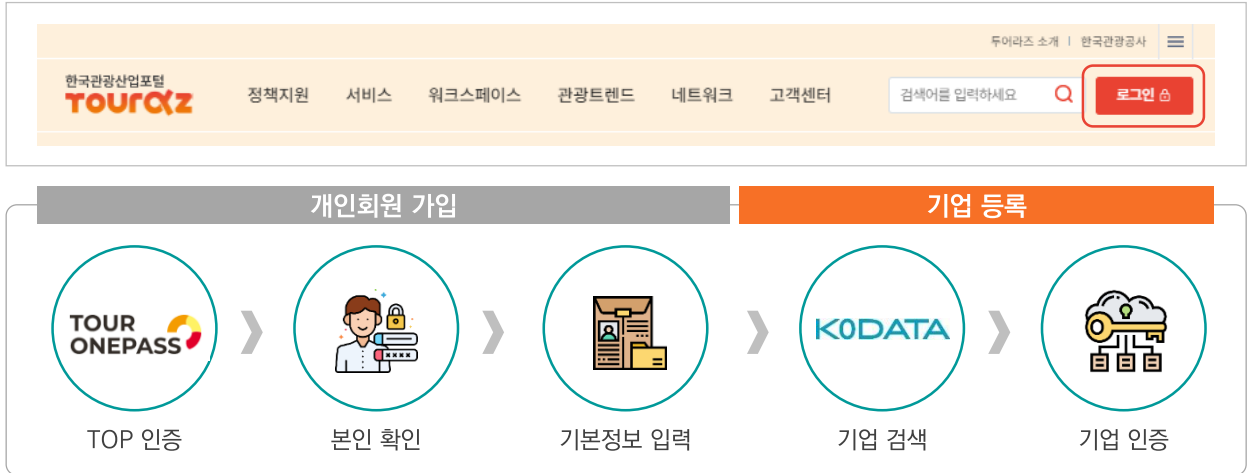 투어라즈 소개 | 한국관광공사
한국관광산업포털
TOURAZ
정책지원 서비스 워크스페이스 관광트렌드 네트워크 고객센터
검색어를 입력하세요
로그인
개인회원 가입
기업 등록
TOUR
ONEPASS
xxxx
KODATA
TOP 인증
본인 확인
기본정보 입력
기업 검색
기업 인증